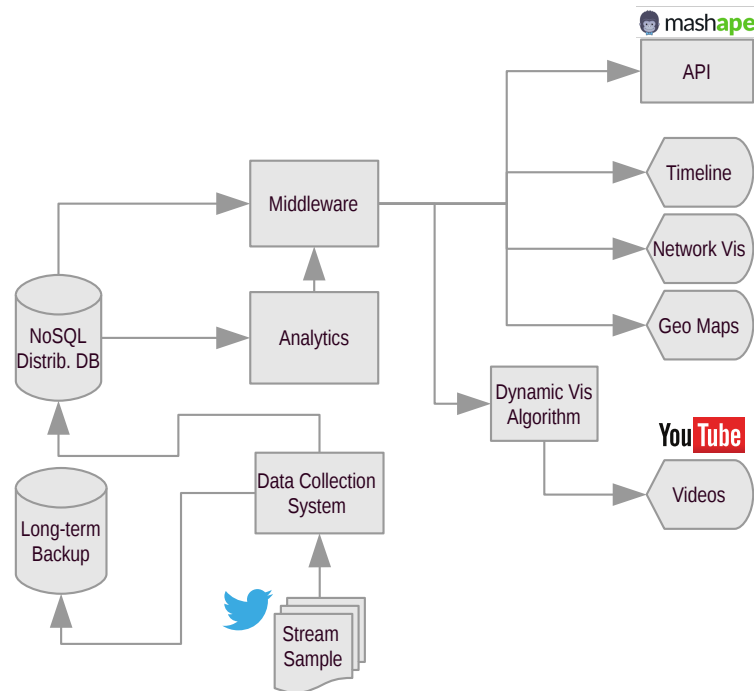 mashape
API
Timeline
Middleware
Network Vis
NoSQL
Distrib. DB
Analytics
Geo Maps
Dynamic Vis
Algorithm
YouTube
Data Collection
System
Videos
Long-term
Backup
Stream
Sample